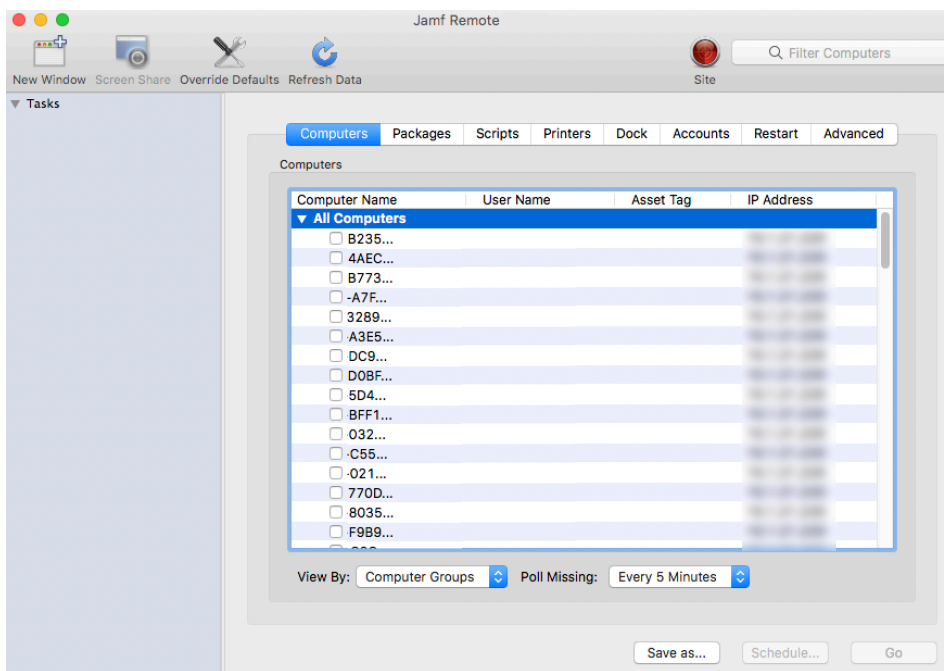 Jamf Remote
New Window Screen Share Override Defaults Refresh Data Site Filter Computers
Tasks
Computers Packages Scripts Printers Dock Accounts Restart Advanced
Computers
Computer Name User Name Asset Tag IP Address
All Computers
B235...
4AEC...
B773...
-A7F...
3289...
A3E5...
DC9...
D0BF...
5D4...
BFF1...
032...
C55...
021...
770D...
8035...
F9B9...
View By: Computer Groups Poll Missing: Every 5 Minutes
Save as... Schedule... Go